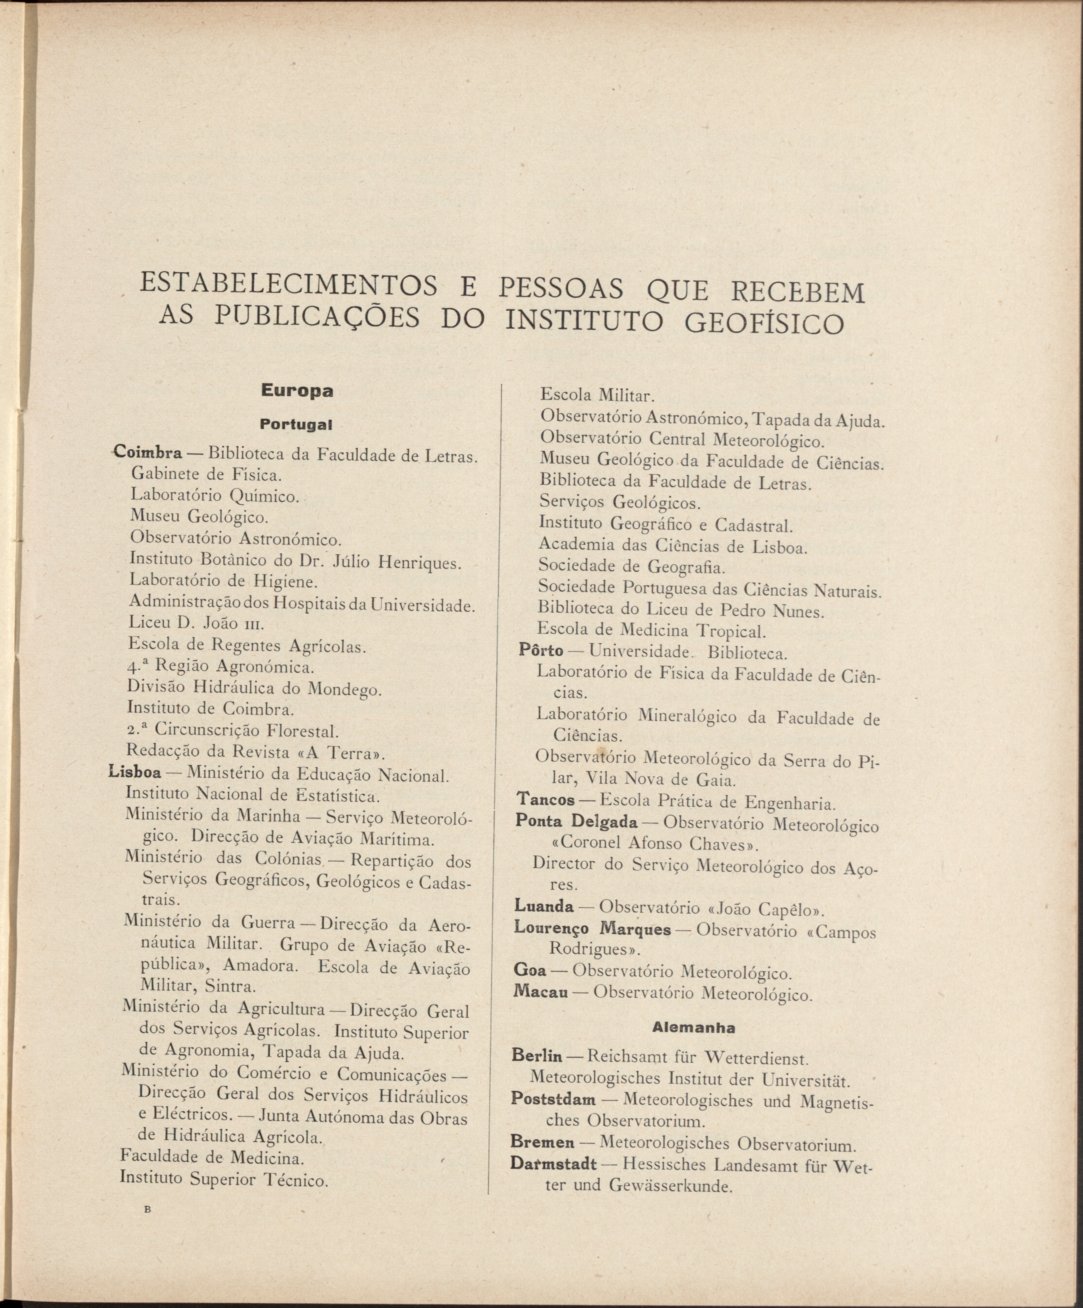 ESTABELECIMENTOS E PESSOAS QUE RECEBEM
AS PUBLICAÇÕES DO INSTITUTO GEOFÍSICO
Europa
Portugal
Coimbra — Biblioteca da Faculdade de Letras.
Gabinete de Física.
Laboratório Químico.
Museu Geológico.
Observatório Astronómico.
Instituto Botânico do Dr. Júlio Henriques.
Laboratório de Higiene.
Administração dos Hospitais da Universidade.
Liceu D. João III.
Escola de Regentes Agrícolas.
4.ª Região Agronómica.
Divisão Hidráulica do Mondego.
Instituto de Coimbra.
2.ª Circunscrição Florestal.
Redacção da Revista «A Terra».
Lisboa — Ministério da Educação Nacional.
Instituto Nacional de Estatística.
Ministério da Marinha — Serviço Meteoroló-
gico. Direcção de Aviação Marítima.
Ministério das Colónias — Repartição dos
Serviços Geográficos, Geológicos e Cadas-
trais.
Ministério da Guerra — Direcção da Aero-
náutica Militar. Grupo de Aviação «Re-
pública», Amadora. Escola de Aviação
Militar, Sintra.
Ministério da Agricultura — Direcção Geral
dos Serviços Agrícolas. Instituto Superior
de Agronomia, Tapada da Ajuda.
Ministério do Comércio e Comunicações —
Direcção Geral dos Serviços Hidráulicos
e Eléctricos. — Junta Autónoma das Obras
de Hidráulica Agrícola.
Faculdade de Medicina.
Instituto Superior Técnico.
B
Escola Militar.
Observatório Astronómico, Tapada da Ajuda.
Observatório Central Meteorológico.
Museu Geológico da Faculdade de Ciências.
Biblioteca da Faculdade de Letras.
Serviços Geológicos.
Instituto Geográfico e Cadastral.
Academia das Ciências de Lisboa.
Sociedade de Geografia.
Sociedade Portuguesa das Ciências Naturais.
Biblioteca do Liceu de Pedro Nunes.
Escola de Medicina Tropical.
Pôrto — Universidade. Biblioteca.
Laboratório de Física da Faculdade de Ciên-
cias.
Laboratório Mineralógico da Faculdade de
Ciências.
Observatório Meteorológico da Serra do Pi-
lar, Vila Nova de Gaia.
Tancos — Escola Prática de Engenharia.
Ponta Delgada — Observatório Meteorológico
«Coronel Afonso Chaves».
Director do Serviço Meteorológico dos Aço-
res.
Luanda — Observatório «João Capêlo».
Lourenço Marques — Observatório «Campos
Rodrigues».
Goa — Observatório Meteorológico.
Macau — Observatório Meteorológico.
Alemanha
Berlin — Reichsamt für Wetterdienst.
Meteorologisches Institut der Universität.
Poststdam — Meteorologisches und Magnetis-
ches Observatorium.
Bremen — Meteorologisches Observatorium.
Darmstadt — Hessisches Landesamt für Wet-
ter und Gewässerkunde.